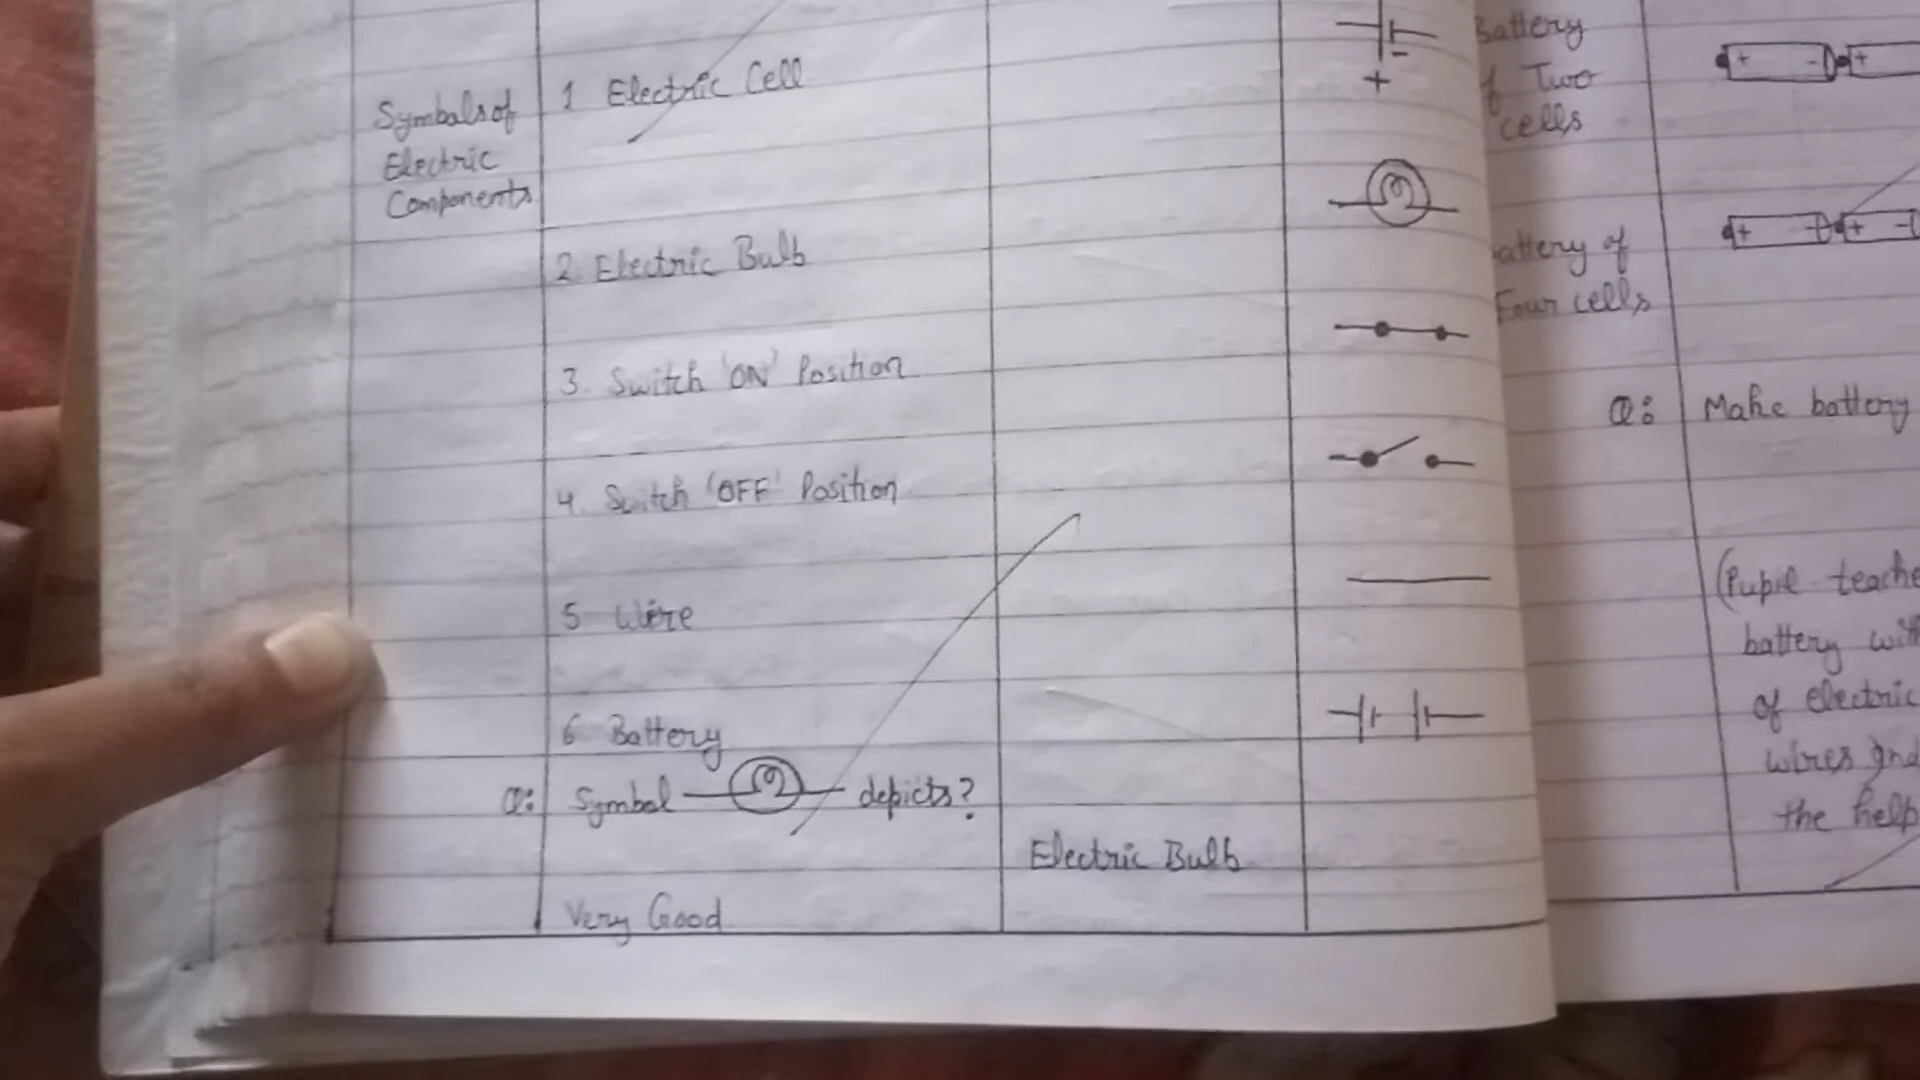 Symbols of
Electric
Components
1 Electric Cell
2. Electric Bulb
3. Switch 'ON' Position
4. Switch 'OFF' Position
5 Wire
6 Battery
Q: Symbol depicts?
Electric Bulb
Very Good
-
+
Battery
of Two
cells
+ - +
Battery of
Four cells
+ - + -
Q: Make battery
(Pupil teache
battery with
of electric
wires and
the help